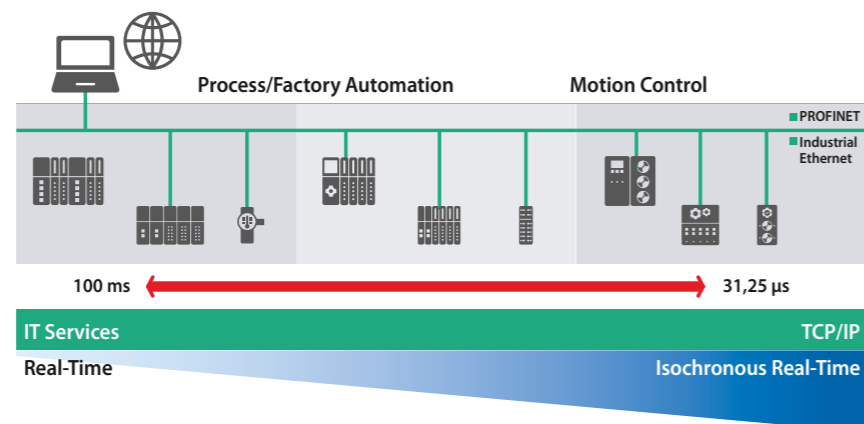 Process/Factory Automation
Motion Control
PROFINET
Industrial
Ethernet
100 ms
31,25 µs
IT Services
TCP/IP
Real-Time
Isochronous Real-Time